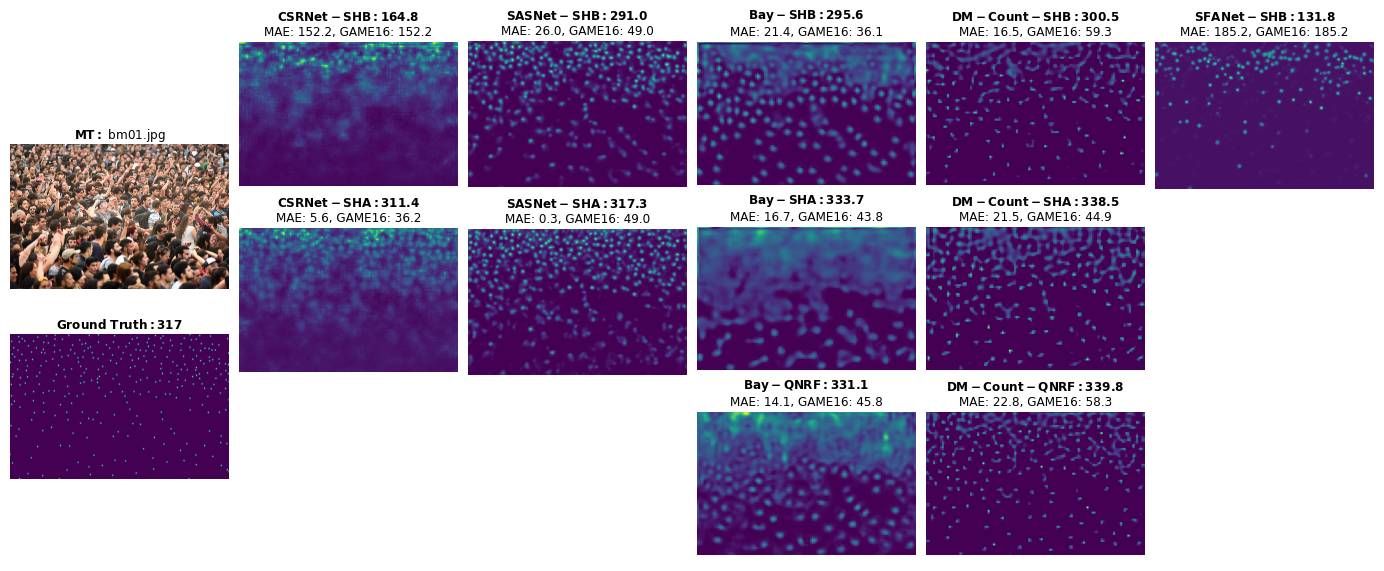 MT: bm01.jpg
Ground Truth:317
CSRNet−SHB:164.8
MAE: 152.2, GAME16: 152.2
CSRNet−SHA:311.4
MAE: 5.6, GAME16: 36.2
SASNet−SHB:291.0
MAE: 26.0, GAME16: 49.0
SASNet−SHA:317.3
MAE: 0.3, GAME16: 49.0
Bay−SHB:295.6
MAE: 21.4, GAME16: 36.1
Bay−SHA:333.7
MAE: 16.7, GAME16: 43.8
Bay−QNRF:331.1
MAE: 14.1, GAME16: 45.8
DM−Count−SHB:300.5
MAE: 16.5, GAME16: 59.3
DM−Count−SHA:338.5
MAE: 21.5, GAME16: 44.9
DM−Count−QNRF:339.8
MAE: 22.8, GAME16: 58.3
SFANet−SHB:131.8
MAE: 185.2, GAME16: 185.2